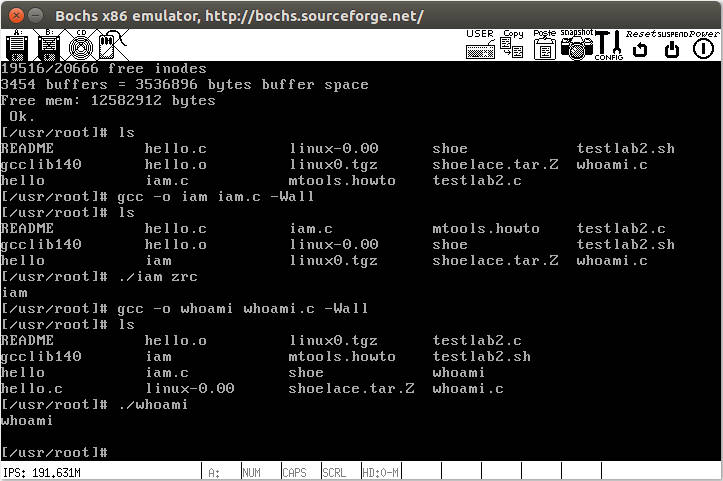 Bochs x86 emulator, http://bochs.sourceforge.net/
A: B: CD USER Copy Paste snapshot CONFIG Reset SUSPEND Power
19516/20666 free inodes
3454 buffers = 3536896 bytes buffer space
Free mem: 12582912 bytes
 Ok.
[/usr/root]# ls
README hello.c linux-0.00 shoe testlab2.sh
gcclib140 hello.o linux0.tgz shoelace.tar.Z whoami.c
hello iam.c mtools.howto testlab2.c
[/usr/root]# gcc -o iam iam.c -Wall
[/usr/root]# ls
README hello.c iam.c mtools.howto testlab2.c
gcclib140 hello.o linux-0.00 shoe testlab2.sh
hello iam linux0.tgz shoelace.tar.Z whoami.c
[/usr/root]# ./iam zrc
iam
[/usr/root]# gcc -o whoami whoami.c -Wall
[/usr/root]# ls
README hello.o linux0.tgz testlab2.c
gcclib140 iam mtools.howto testlab2.sh
hello iam.c shoe whoami
hello.c linux-0.00 shoelace.tar.Z whoami.c
[/usr/root]# ./whoami
whoami
[/usr/root]#
IPS: 191.631M A: NUM CAPS SCRL HD:0-M